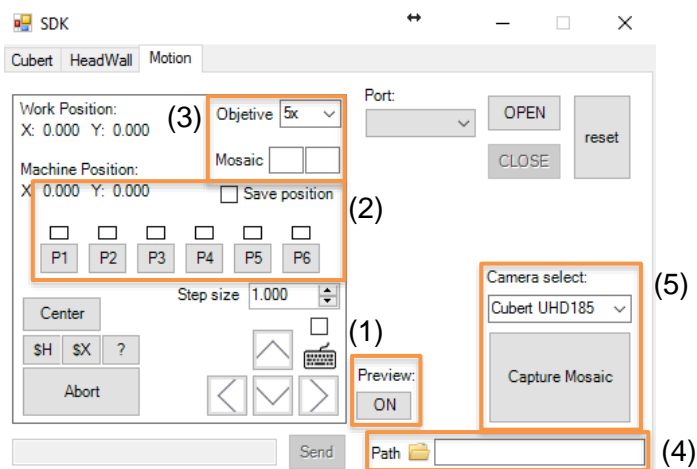 SDK
Cubert HeadWall Motion
Work Position:
X: 0.000 Y: 0.000
(3)
Objetive 5x
Mosaic
Machine Position:
X: 0.000 Y: 0.000
Save position
(2)
P1 P2 P3 P4 P5 P6
Step size 1.000
Center
$H $X ?
Abort
(1)
Preview:
ON
Port:
OPEN
CLOSE
reset
Camera select:
Cubert UHD185
(5)
Capture Mosaic
Send
Path
(4)